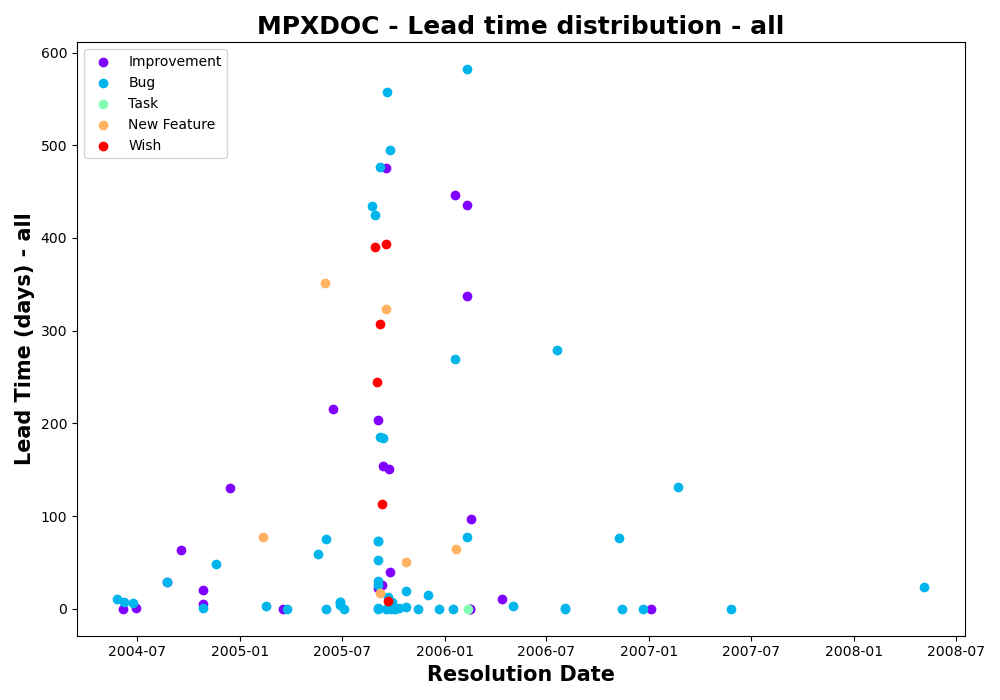 MPXDOC - Lead time distribution - all
Improvement
Bug
Task
New Feature
Wish
Lead Time (days) - all
600
500
400
300
200
100
0
2004-07
2005-01
2005-07
2006-01
2006-07
2007-01
2007-07
2008-01
2008-07
Resolution Date